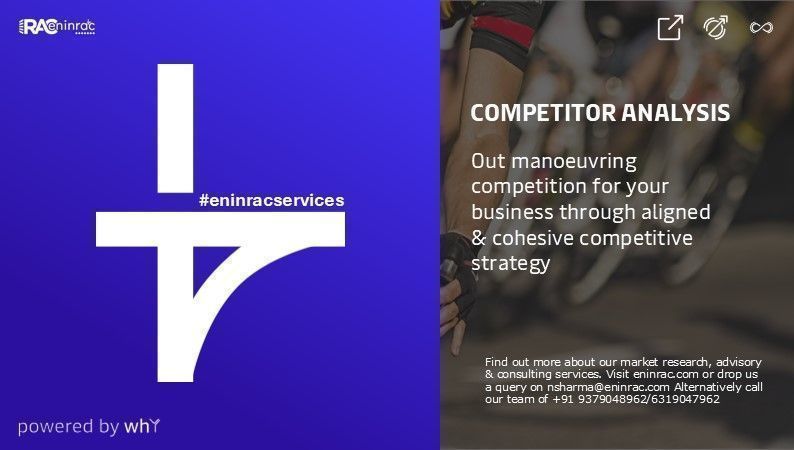 RAC eninrac
#eninracservices
powered by whY
COMPETITOR ANALYSIS
Out manoeuvring
competition for your
business through aligned
& cohesive competitive
strategy
Find out more about our market research, advisory
& consulting services. Visit eninrac.com or drop us
a query on nsharma@eninrac.com Alternatively call
our team of +91 9379048962/6319047962